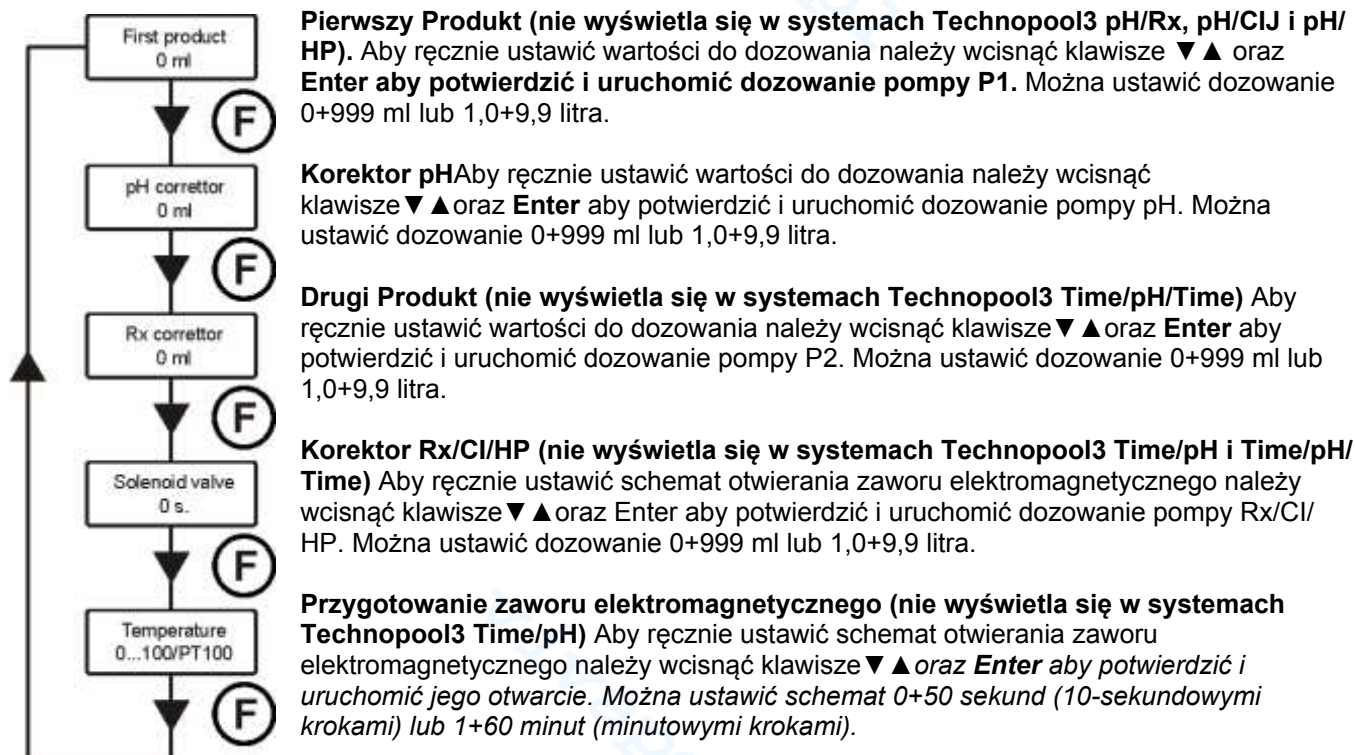 First product
0 ml
F
pH correttor
0 ml
F
Rx correttor
0 ml
F
Solenoid valve
0 s.
F
Temperature
0...100/PT100
F
Pierwszy Produkt (nie wyświetla się w systemach Technopool3 pH/Rx, pH/ClJ i pH/
HP). Aby ręcznie ustawić wartości do dozowania należy wcisnąć klawisze ▼▲ oraz
Enter aby potwierdzić i uruchomić dozowanie pompy P1. Można ustawić dozowanie
0+999 ml lub 1,0+9,9 litra.
Korektor pHAby ręcznie ustawić wartości do dozowania należy wcisnąć
klawisze▼▲oraz Enter aby potwierdzić i uruchomić dozowanie pompy pH. Można
ustawić dozowanie 0+999 ml lub 1,0+9,9 litra.
Drugi Produkt (nie wyświetla się w systemach Technopool3 Time/pH/Time) Aby
ręcznie ustawić wartości do dozowania należy wcisnąć klawisze▼▲oraz Enter aby
potwierdzić i uruchomić dozowanie pompy P2. Można ustawić dozowanie 0+999 ml lub
1,0+9,9 litra.
Korektor Rx/Cl/HP (nie wyświetla się w systemach Technopool3 Time/pH i Time/pH/
Time) Aby ręcznie ustawić schemat otwierania zaworu elektromagnetycznego należy
wcisnąć klawisze▼▲oraz Enter aby potwierdzić i uruchomić dozowanie pompy Rx/Cl/
HP. Można ustawić dozowanie 0+999 ml lub 1,0+9,9 litra.
Przygotowanie zaworu elektromagnetycznego (nie wyświetla się w systemach
Technopool3 Time/pH) Aby ręcznie ustawić schemat otwierania zaworu
elektromagnetycznego należy wcisnąć klawisze▼▲oraz Enter aby potwierdzić i
uruchomić jego otwarcie. Można ustawić schemat 0+50 sekund (10-sekundowymi
krokami) lub 1+60 minut (minutowymi krokami).